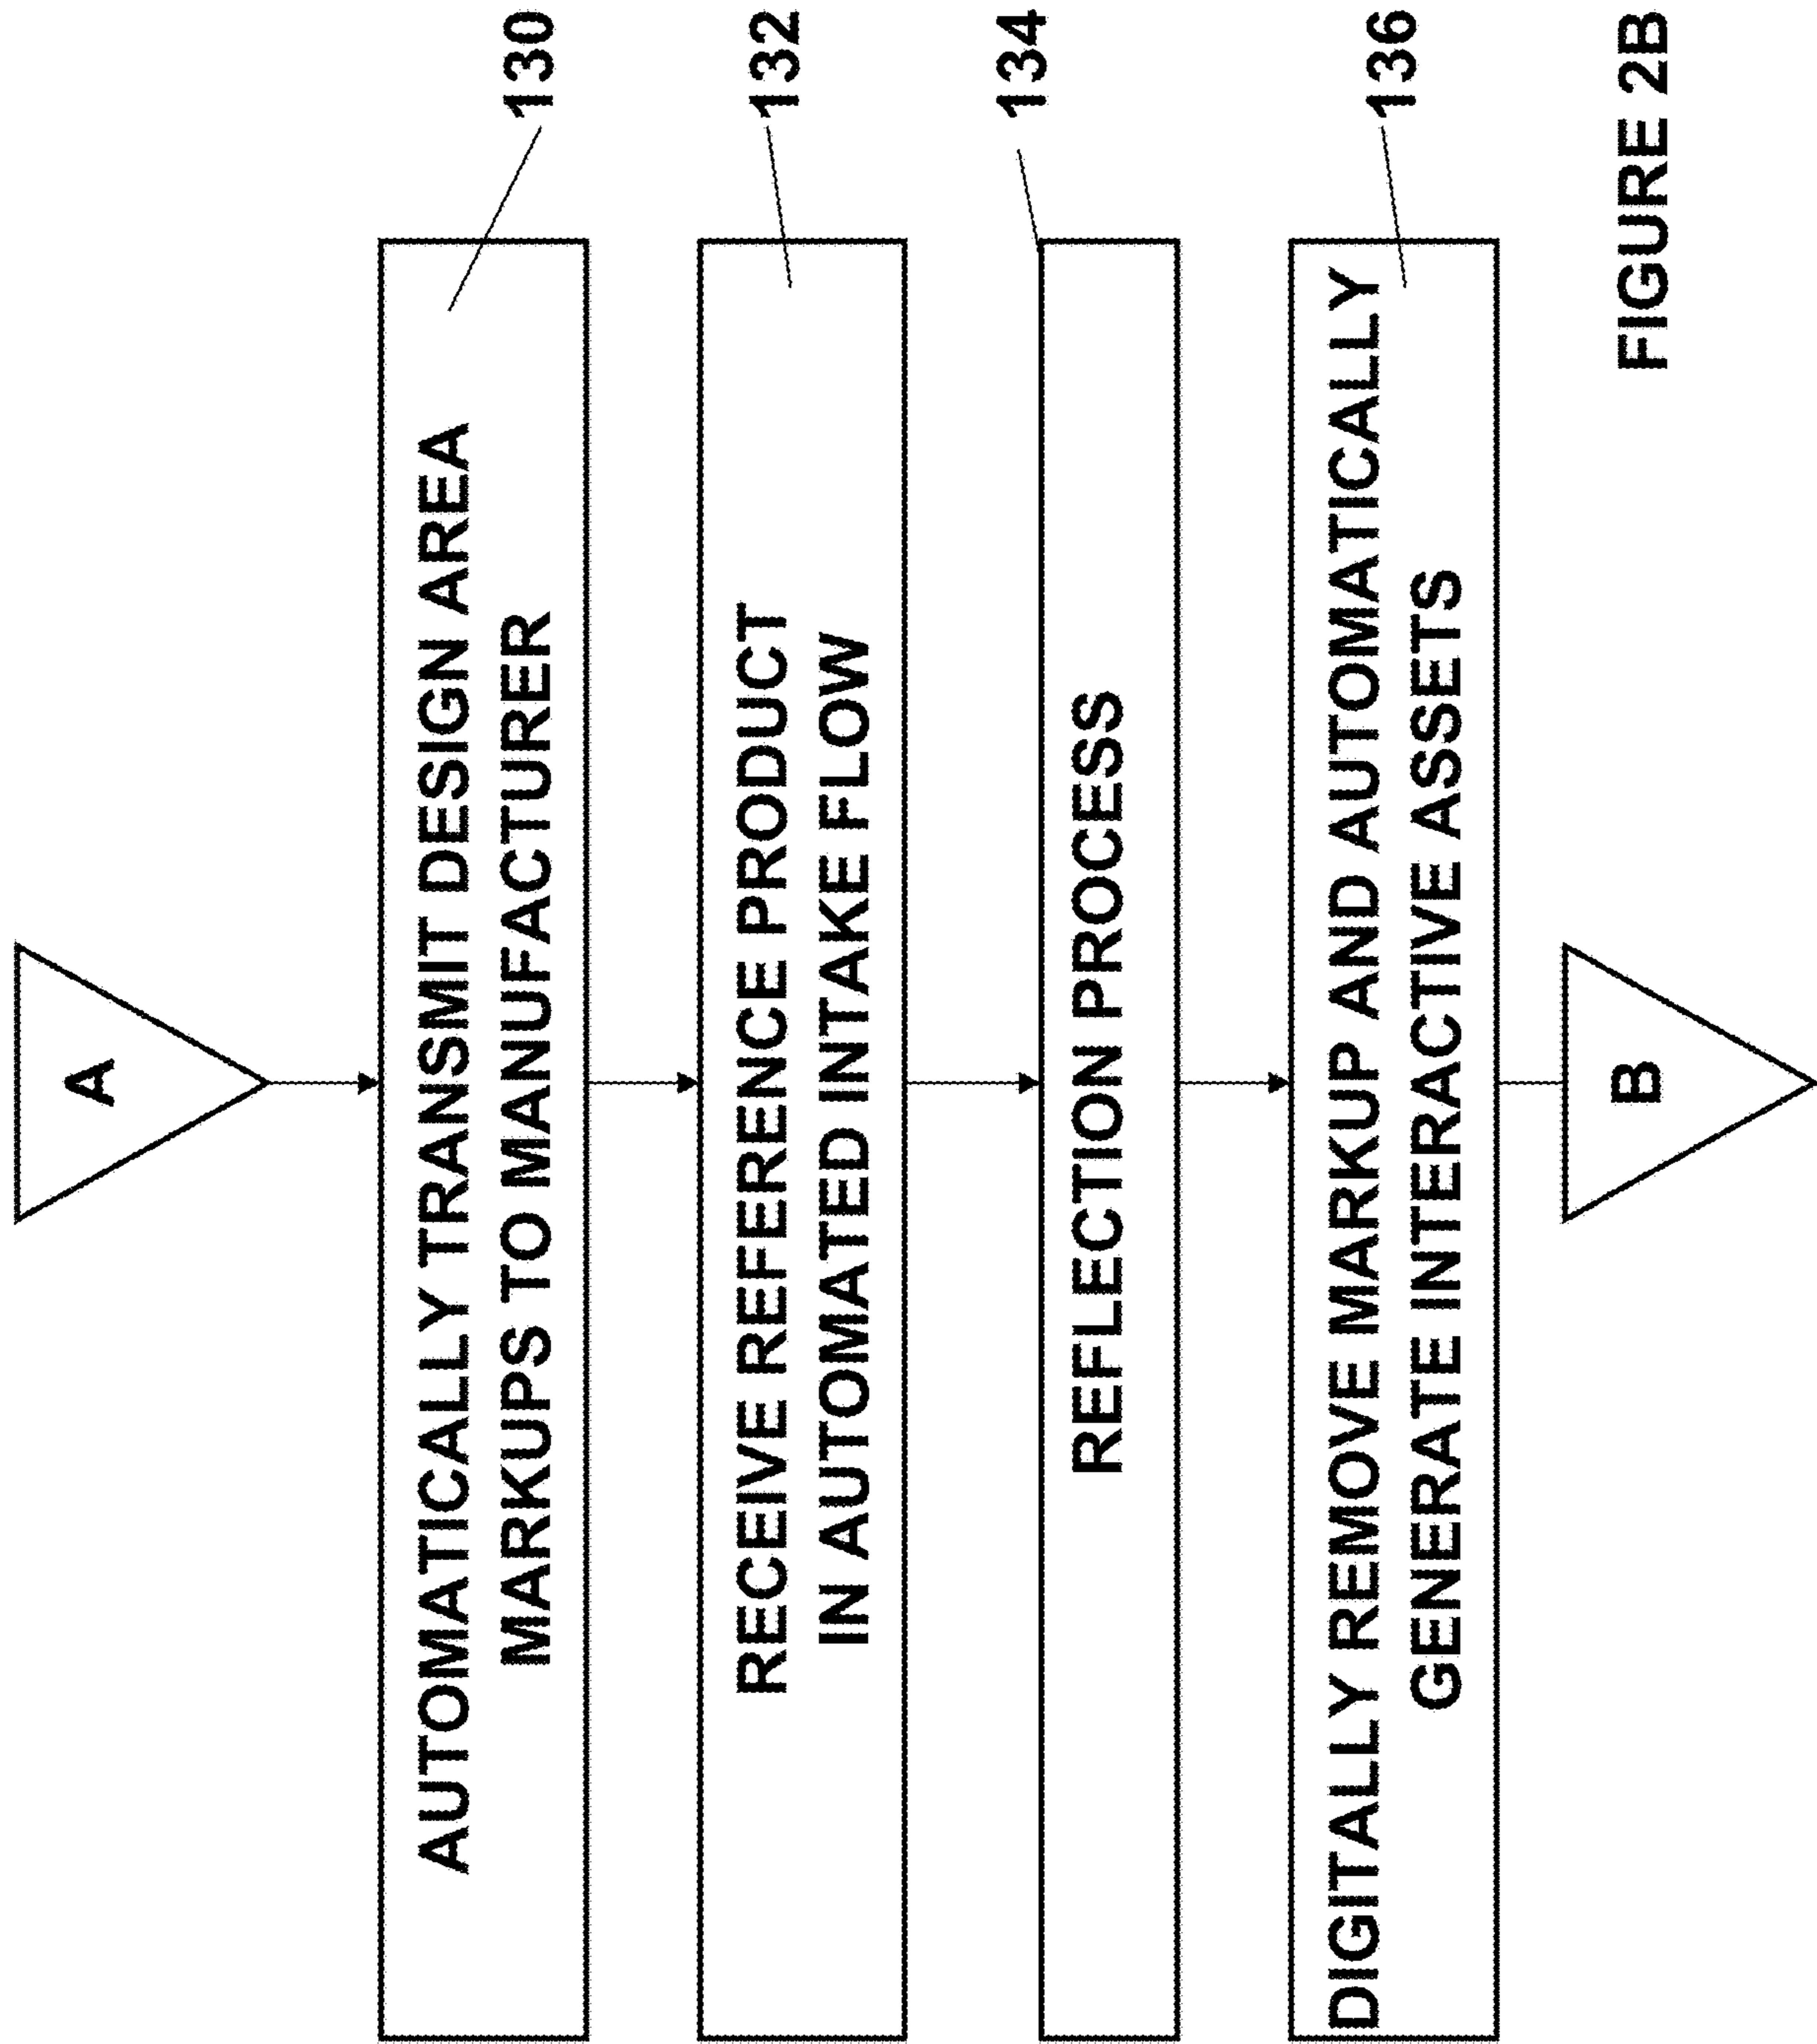 A
AUTOMATICALLY TRANSMIT DESIGN AREA
MARKUPS TO MANUFACTURER
130
RECEIVE REFERENCE PRODUCT
IN AUTOMATED INTAKE FLOW
132
REFLECTION PROCESS
134
DIGITALLY REMOVE MARKUP AND AUTOMATICALLY
GENERATE INTERACTIVE ASSETS
136
B
FIGURE 2B